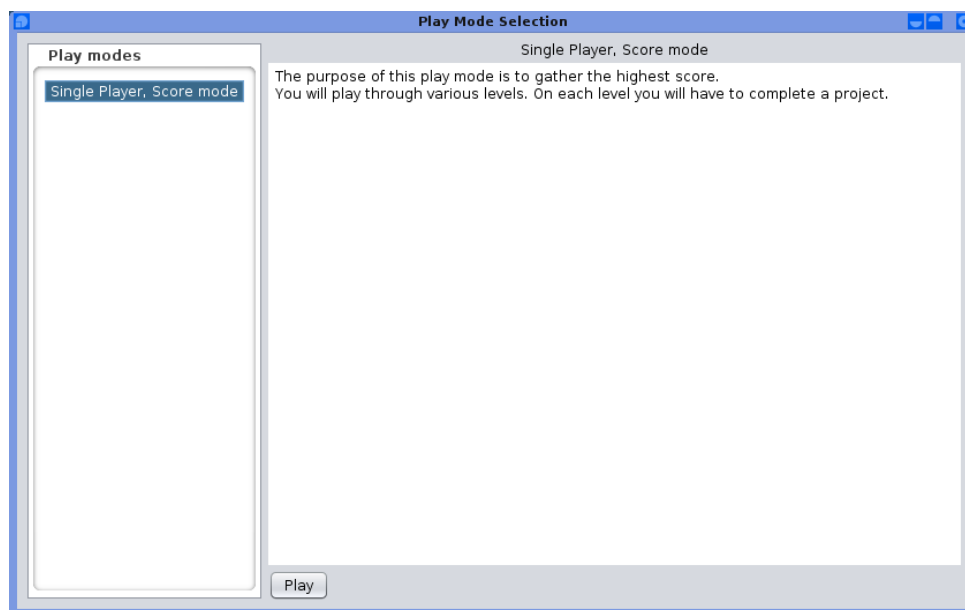 Play Mode Selection
Play modes
Single Player, Score mode
Single Player, Score mode
The purpose of this play mode is to gather the highest score.
You will play through various levels. On each level you will have to complete a project.
Play